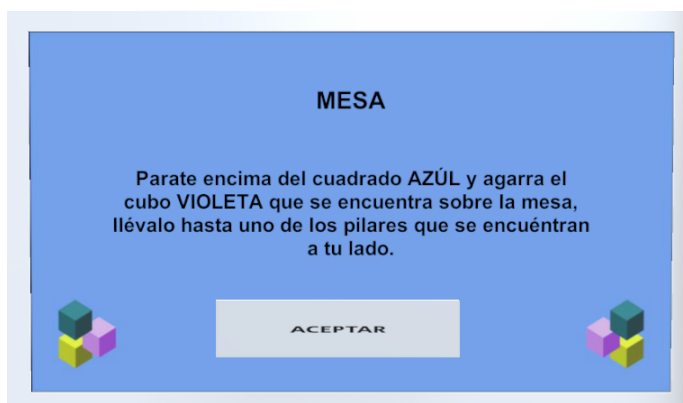 MESA
Parate encima del cuadrado AZÚL y agarra el
cubo VIOLETA que se encuentra sobre la mesa,
llévalo hasta uno de los pilares que se encuéntran
a tu lado.
ACEPTAR